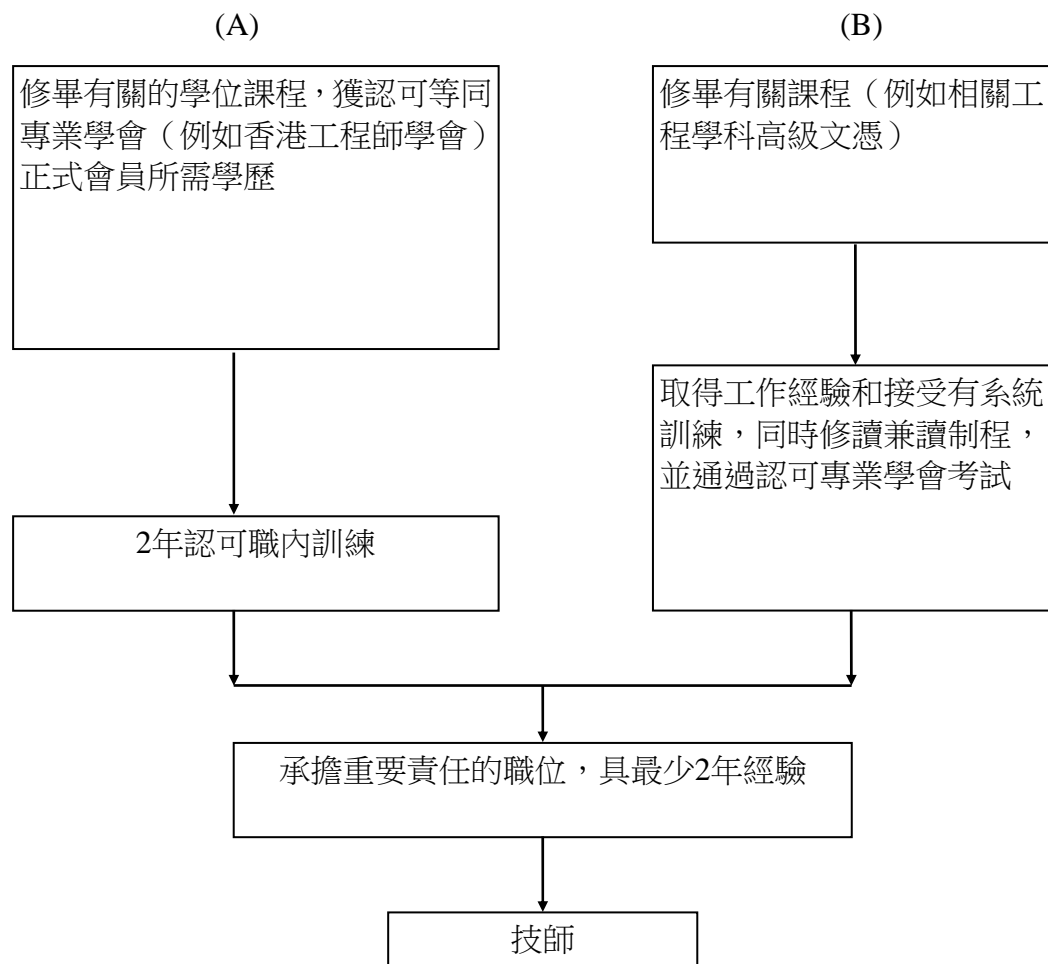 (A)
(B)
修畢有關的學位課程，獲認可等同
專業學會（例如香港工程師學會）
正式會員所需學歷
修畢有關課程（例如相關工
程學科高級文憑）
取得工作經驗和接受有系統
訓練，同時修讀兼讀制程，
並通過認可專業學會考試
2年認可職內訓練
承擔重要責任的職位，具最少2年經驗
技師